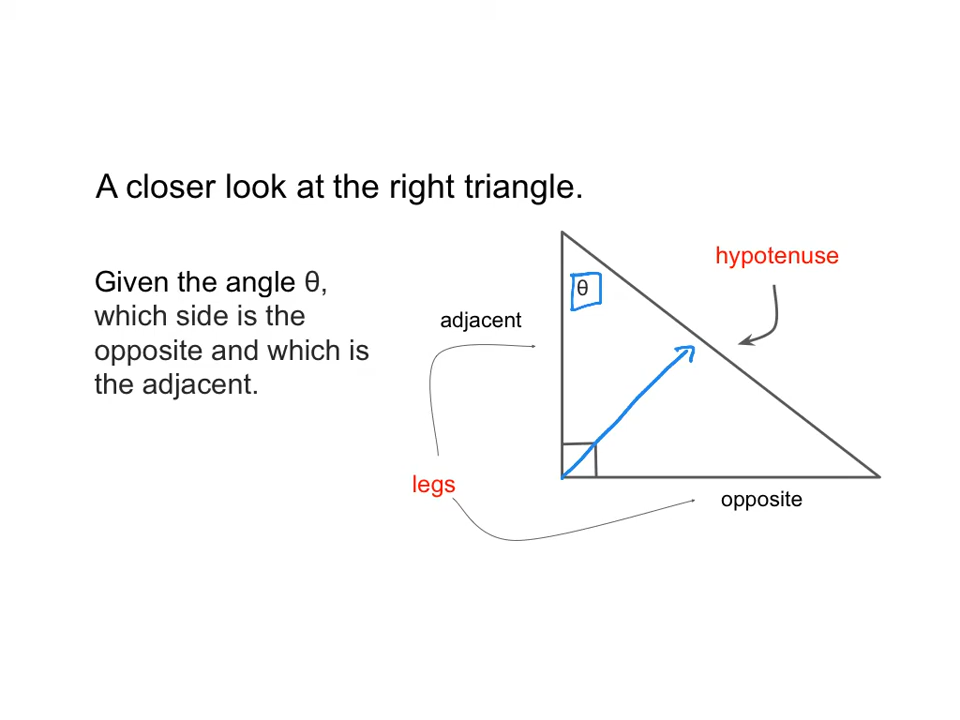 A closer look at the right triangle.
Given the angle θ,
which side is the
opposite and which is
the adjacent.
hypotenuse
θ
adjacent
legs
opposite